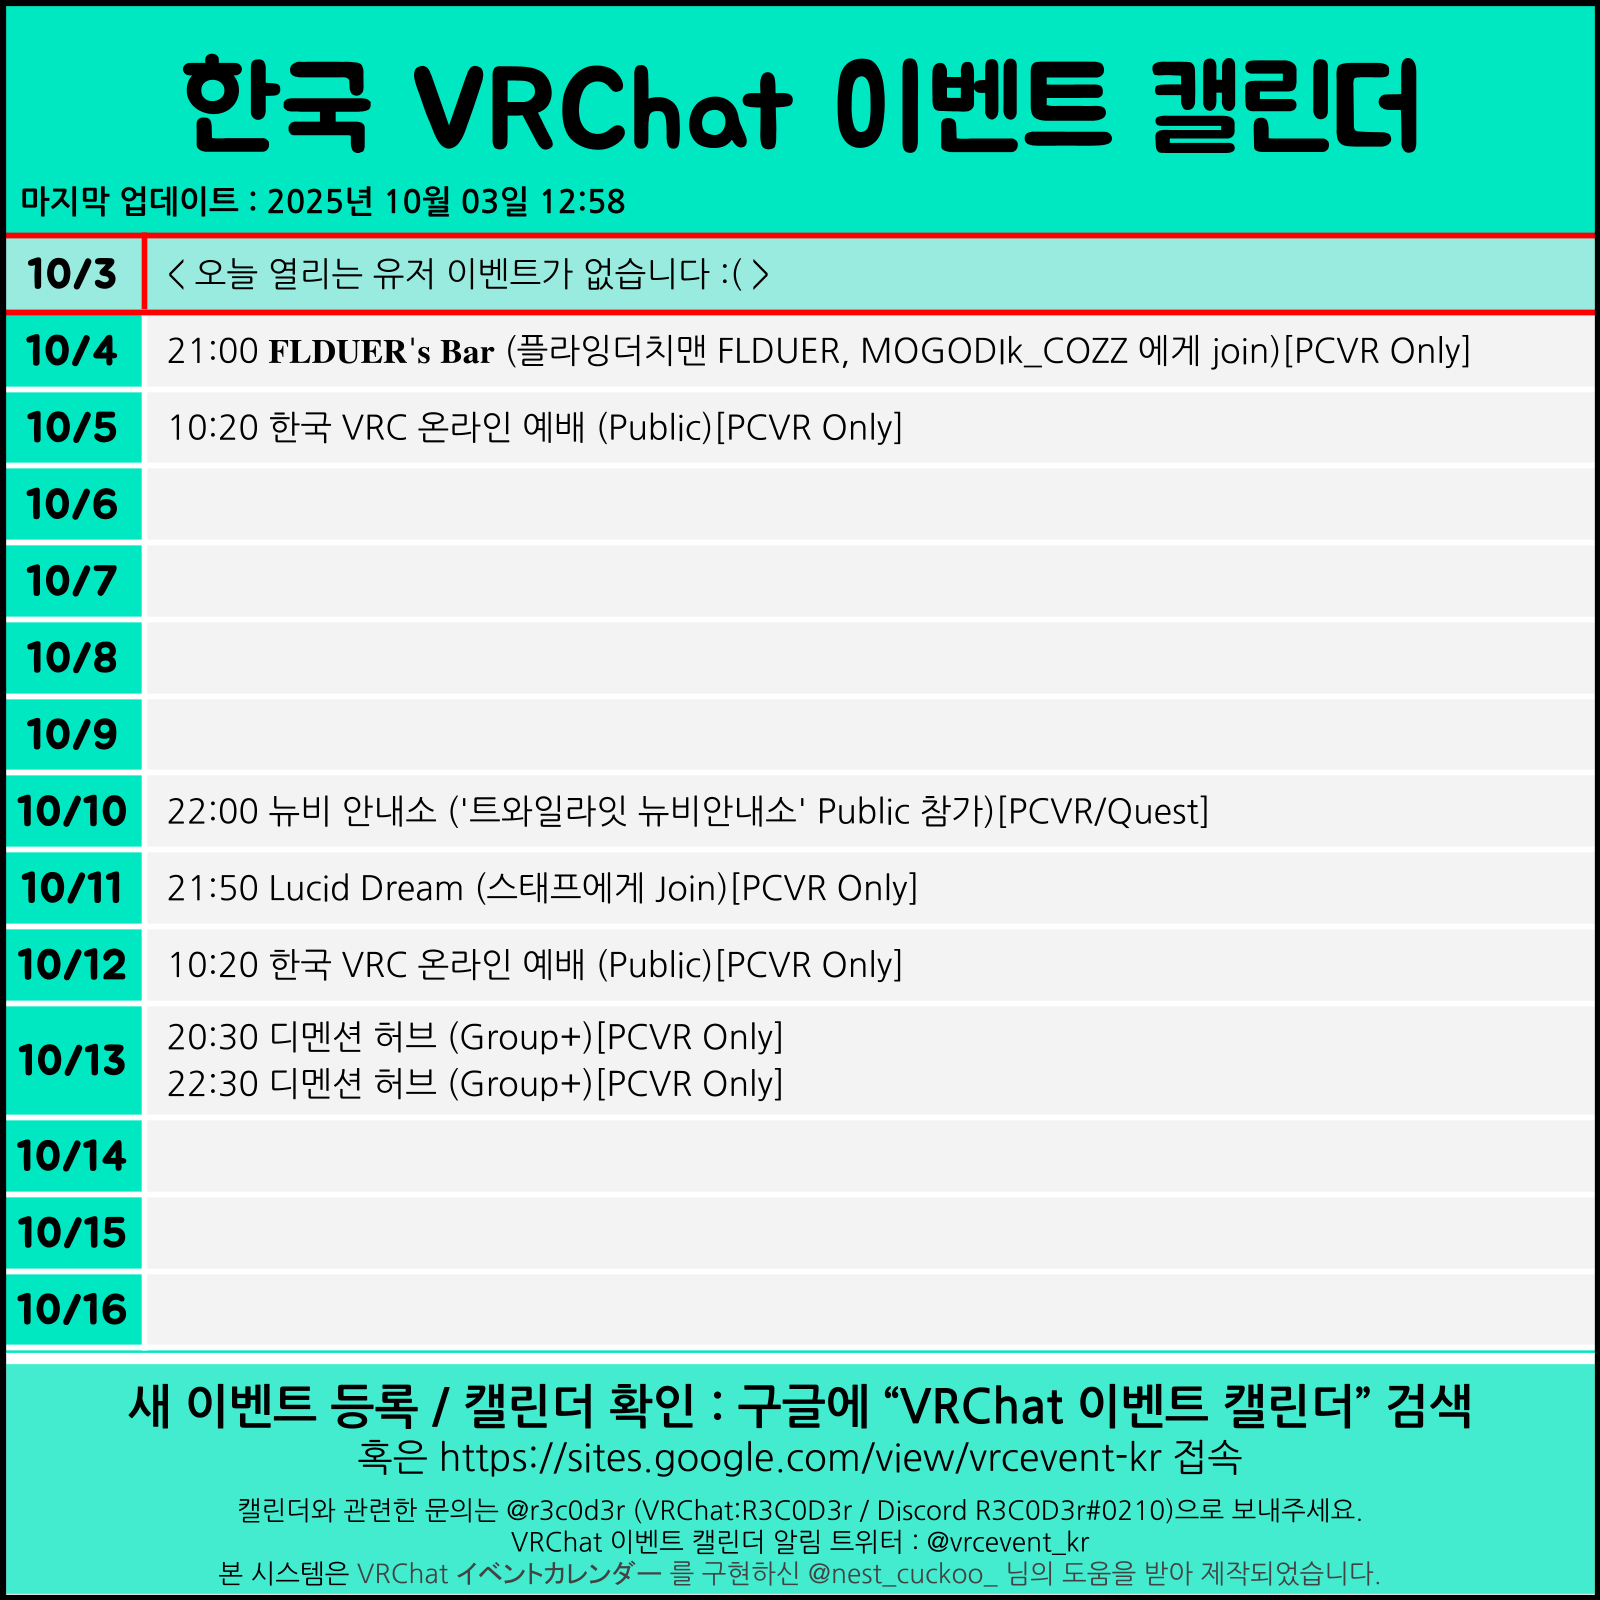 한국 VRChat 이벤트 캘린더
마지막 업데이트 : 2025년 10월 03일 12:58
10/3 < 오늘 열리는 유저 이벤트가 없습니다 :( >
10/4 21:00 𝐅𝐋𝐃𝐔𝐄𝐑'𝐬 𝐁𝐚𝐫 (플라잉더치맨 FLDUER, MOGODIk_COZZ 에게 join)[PCVR Only]
10/5 10:20 한국 VRC 온라인 예배 (Public)[PCVR Only]
10/6
10/7
10/8
10/9
10/10 22:00 뉴비 안내소 ('트와일라잇 뉴비안내소' Public 참가)[PCVR/Quest]
10/11 21:50 Lucid Dream (스태프에게 Join)[PCVR Only]
10/12 10:20 한국 VRC 온라인 예배 (Public)[PCVR Only]
10/13 20:30 디멘션 허브 (Group+)[PCVR Only]
22:30 디멘션 허브 (Group+)[PCVR Only]
10/14
10/15
10/16
새 이벤트 등록 / 캘린더 확인 : 구글에 “VRChat 이벤트 캘린더” 검색
혹은 https://sites.google.com/view/vrcevent-kr 접속
캘린더와 관련한 문의는 @r3c0d3r (VRChat:R3C0D3r / Discord R3C0D3r#0210)으로 보내주세요.
VRChat 이벤트 캘린더 알림 트위터 : @vrcevent_kr
본 시스템은 VRChat イベントカレンダー 를 구현하신 @nest_cuckoo_ 님의 도움을 받아 제작되었습니다.